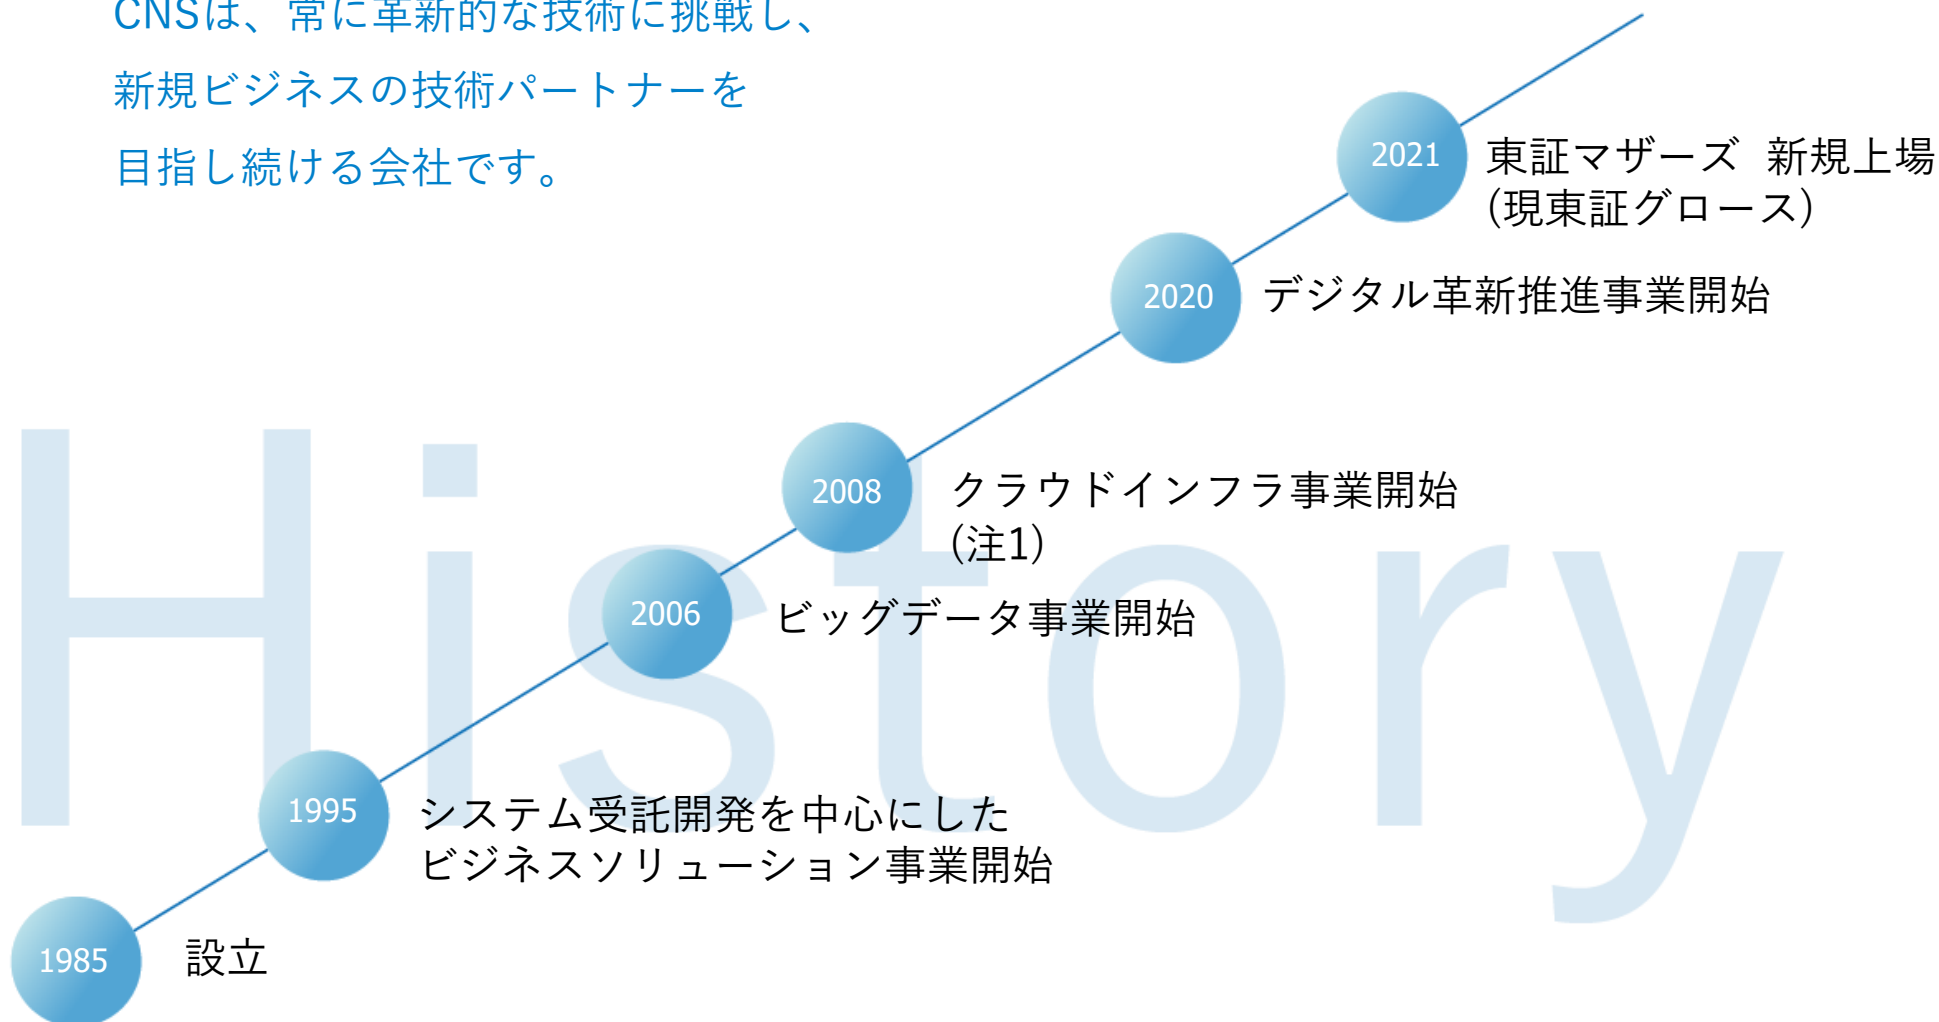 CNSは、常に革新的な技術に挑戦し、
新規ビジネスの技術パートナーを
目指し続ける会社です。
2021
東証マザーズ 新規上場
(現東証グロース)
2020
デジタル革新推進事業開始
2008
クラウドインフラ事業開始
(注1)
2006
ビッグデータ事業開始
1995
システム受託開発を中心にした
ビジネスソリューション事業開始
1985
設立
History